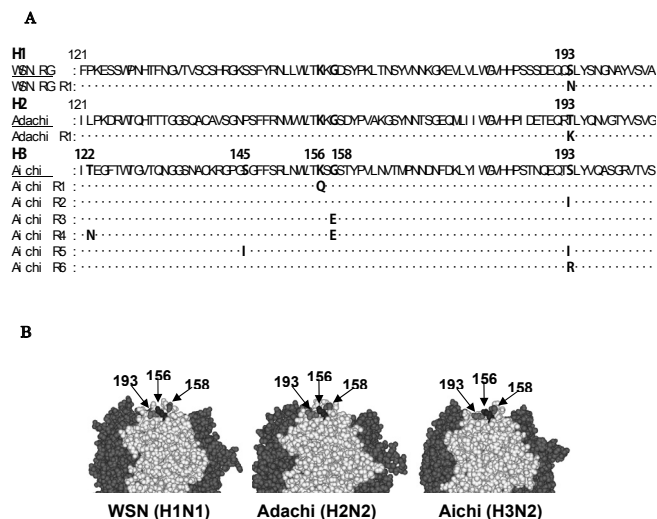 A
H1 121 193
WSN RG : FPKESSWPNHTFNGVTVSCSHRGKSSFYRNLLWLTKKGDSYPKLTNSYVNNKGKEVLVLWGVHHPSSSDEQQSLYSNGNAYVSVA
WSN RG R1: N
H2 121 193
Adachi : ILPKDRWTQHTTTGGSQACAVSGNPSFFRNMVWLTKKGSDYPVAKGSYNNTSGEQMLIIWGVHHPIDETEQRTLYQNVGTYVSVG
Adachi R1 : K
H3 122 145 156 158 193
Aichi : ITEGFTWTGVTQNGGSNACKRGPGSGFFSRLNWLTKSGSTYPVLNVTMPNNDNFDKLYIWGVHHPSTNQEQTSLYVQASGRVTVS
Aichi R1 : Q
Aichi R2 : I
Aichi R3 : E
Aichi R4 : N E
Aichi R5 : I I
Aichi R6 : R
B
193 156 158 193 156 158 193 156 158
WSN (H1N1) Adachi (H2N2) Aichi (H3N2)